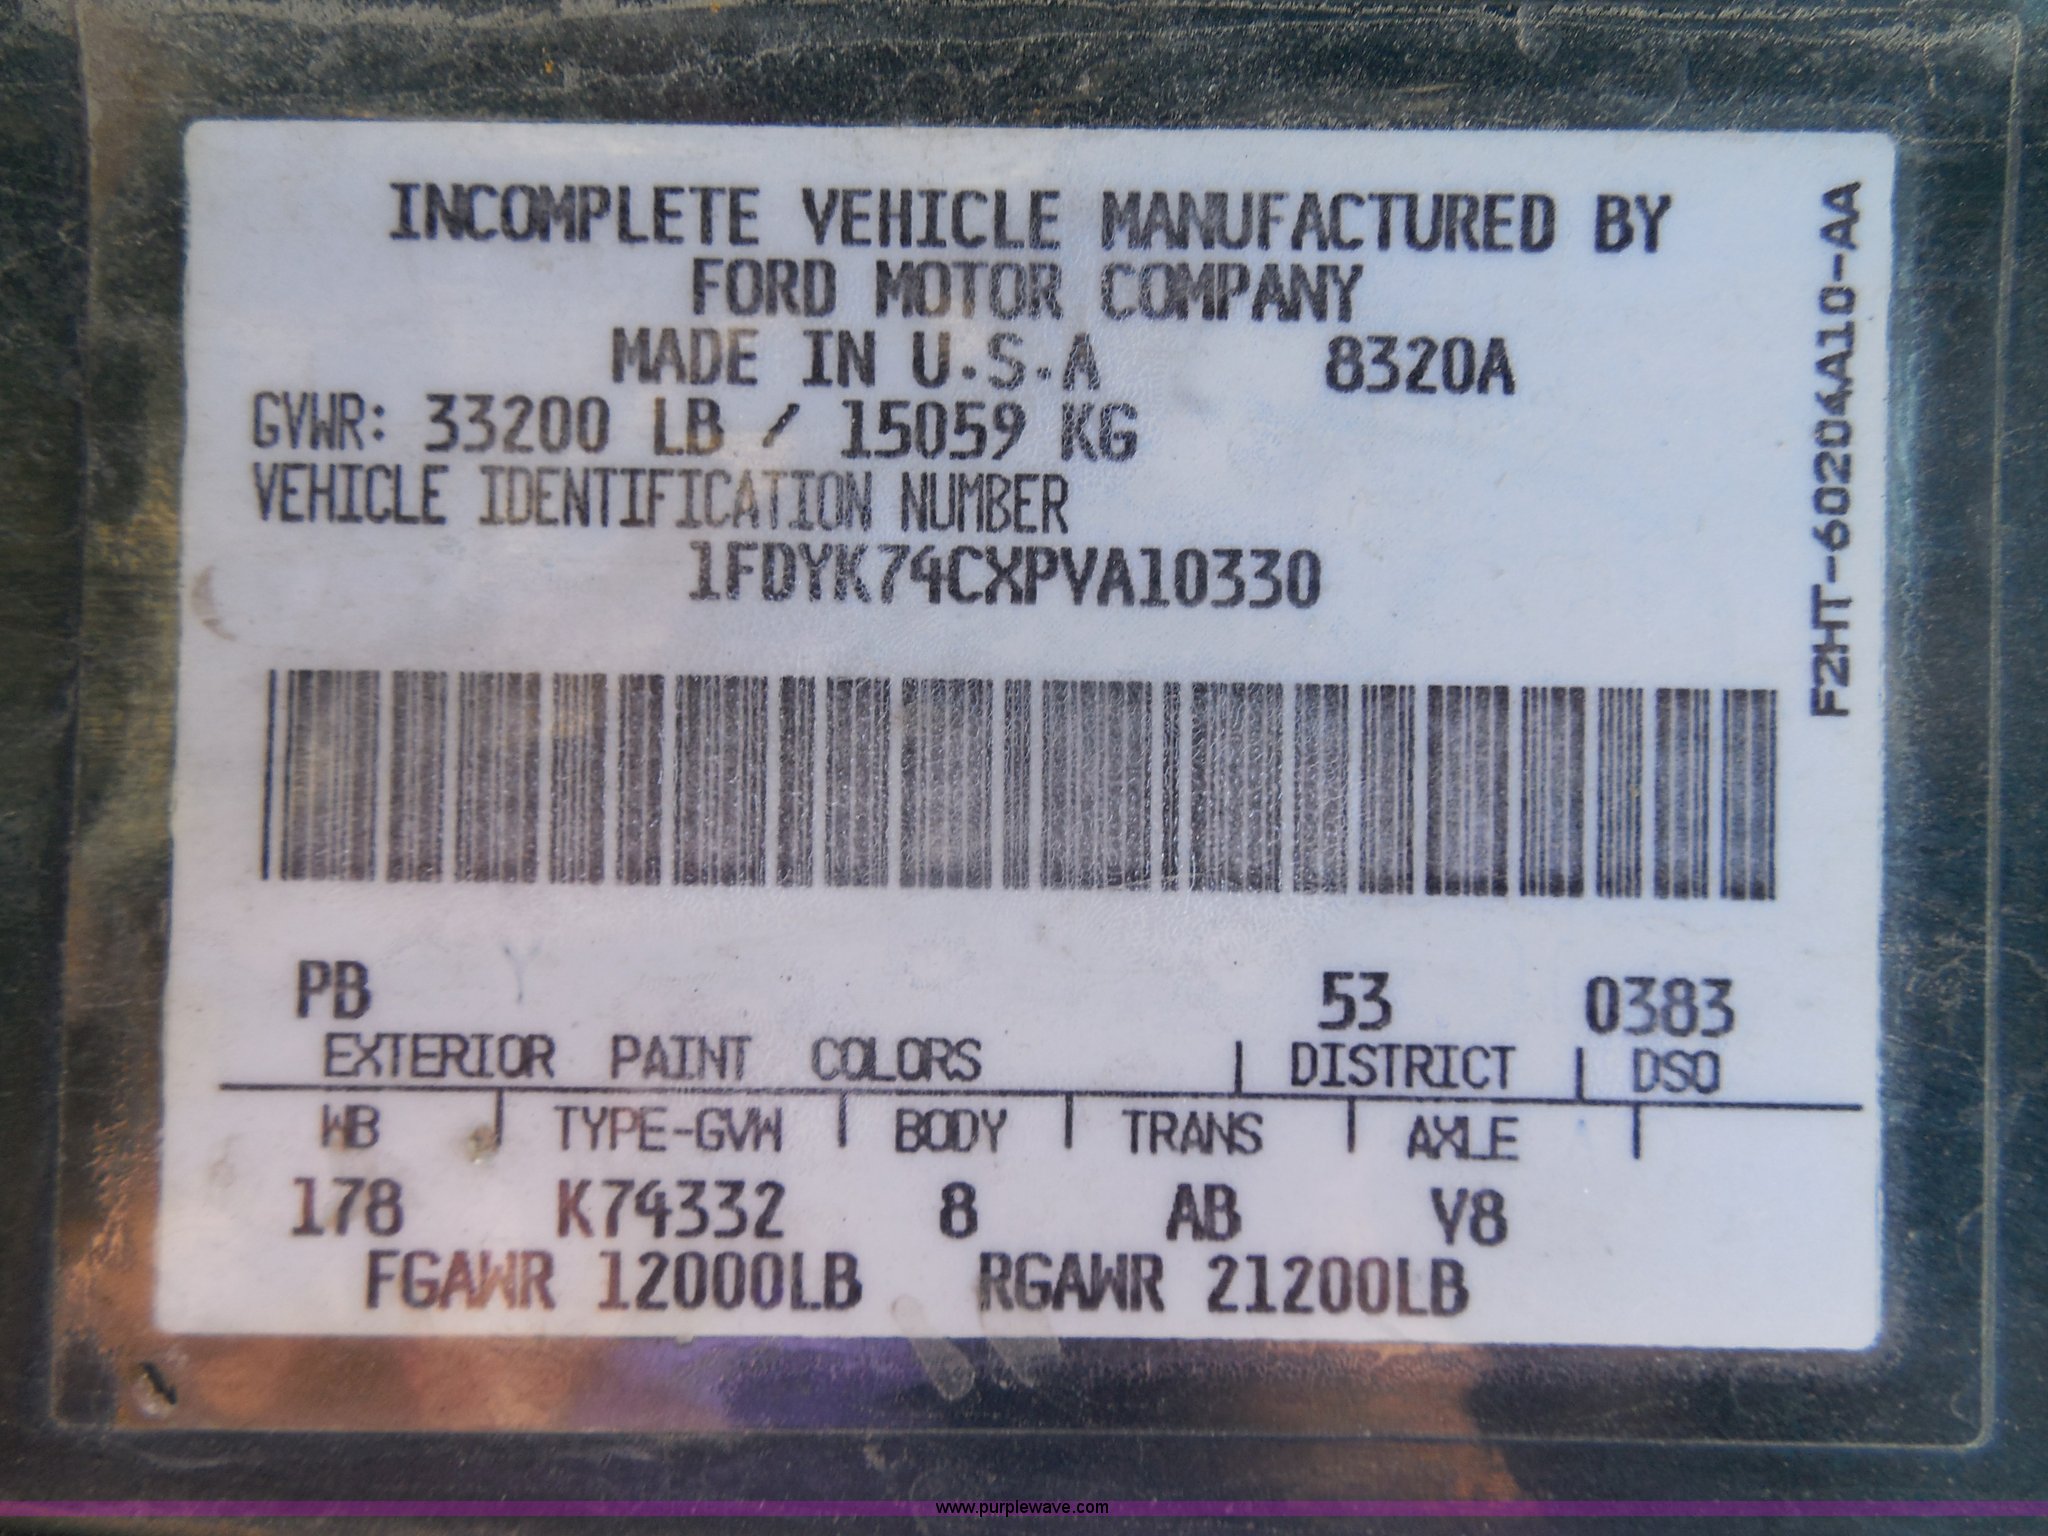 INCOMPLETE VEHICLE MANUFACTURED BY
FORD MOTOR COMPANY
MADE IN U.S.A 8320A
GVWR: 33200 LB / 15059 KG
VEHICLE IDENTIFICATION NUMBER
1FDYK74CXPVA10330
F2HT-60204A10-AA
PB 53 0383
EXTERIOR PAINT COLORS | DISTRICT | DSO
WB | TYPE-GVW | BODY | TRANS | AXLE |
178 K74332 8 AB V8
FGAWR 12000LB RGAWR 21200LB
www.purplewave.com